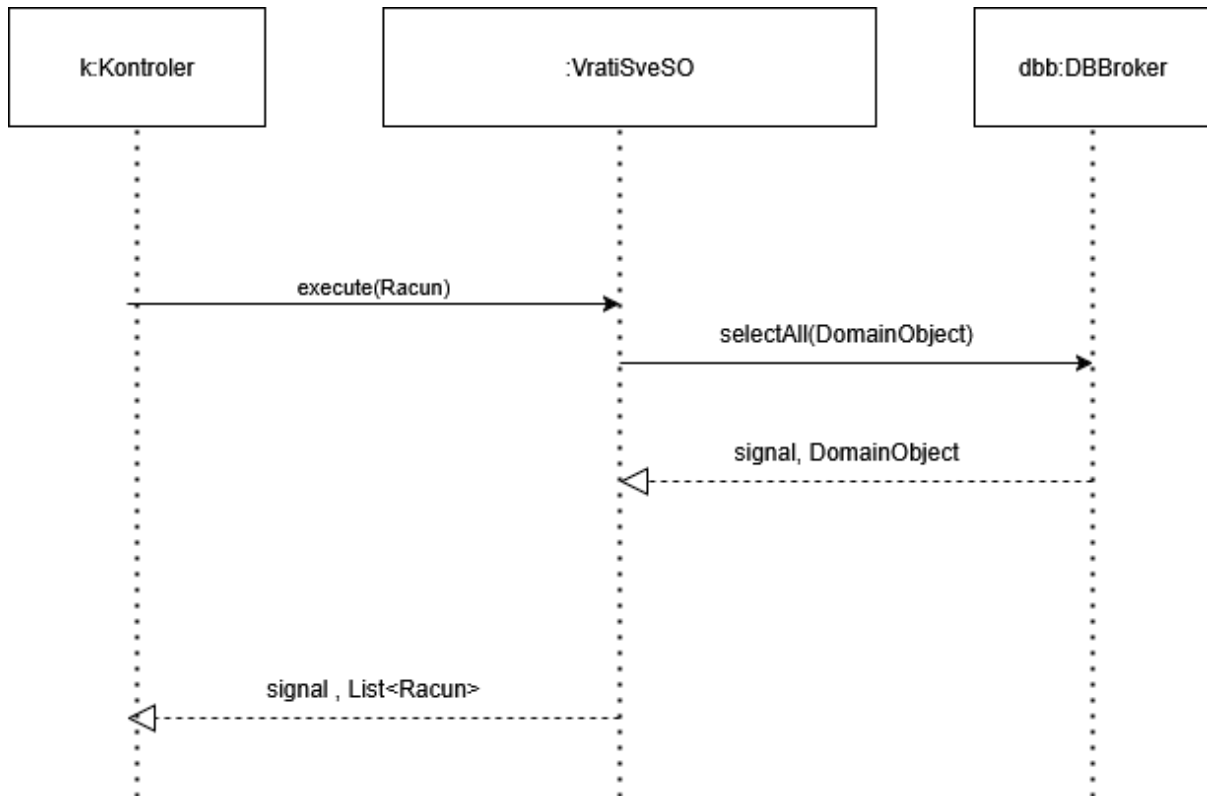 k:Kontroler
:VratiSveSO
dbb:DBBroker
execute(Racun)
selectAll(DomainObject)
signal, DomainObject
signal , List<Racun>